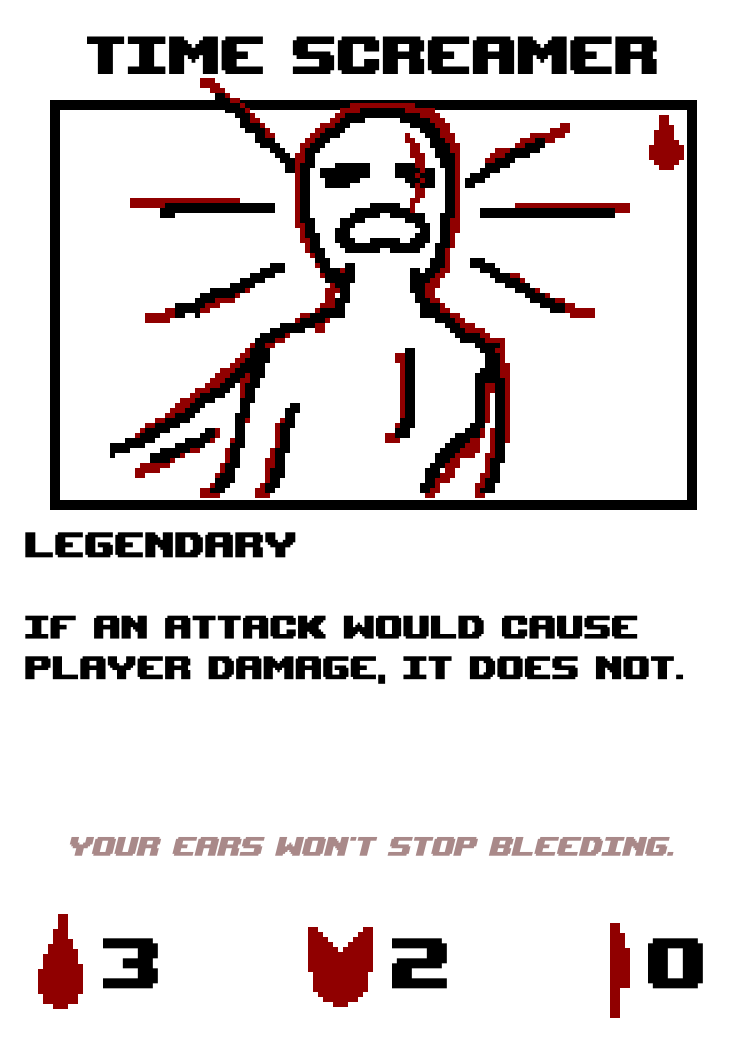 TIME SCREAMER
LEGENDARY
IF AN ATTACK WOULD CAUSE
PLAYER DAMAGE, IT DOES NOT.
YOUR EARS WON'T STOP BLEEDING.
3 2 0